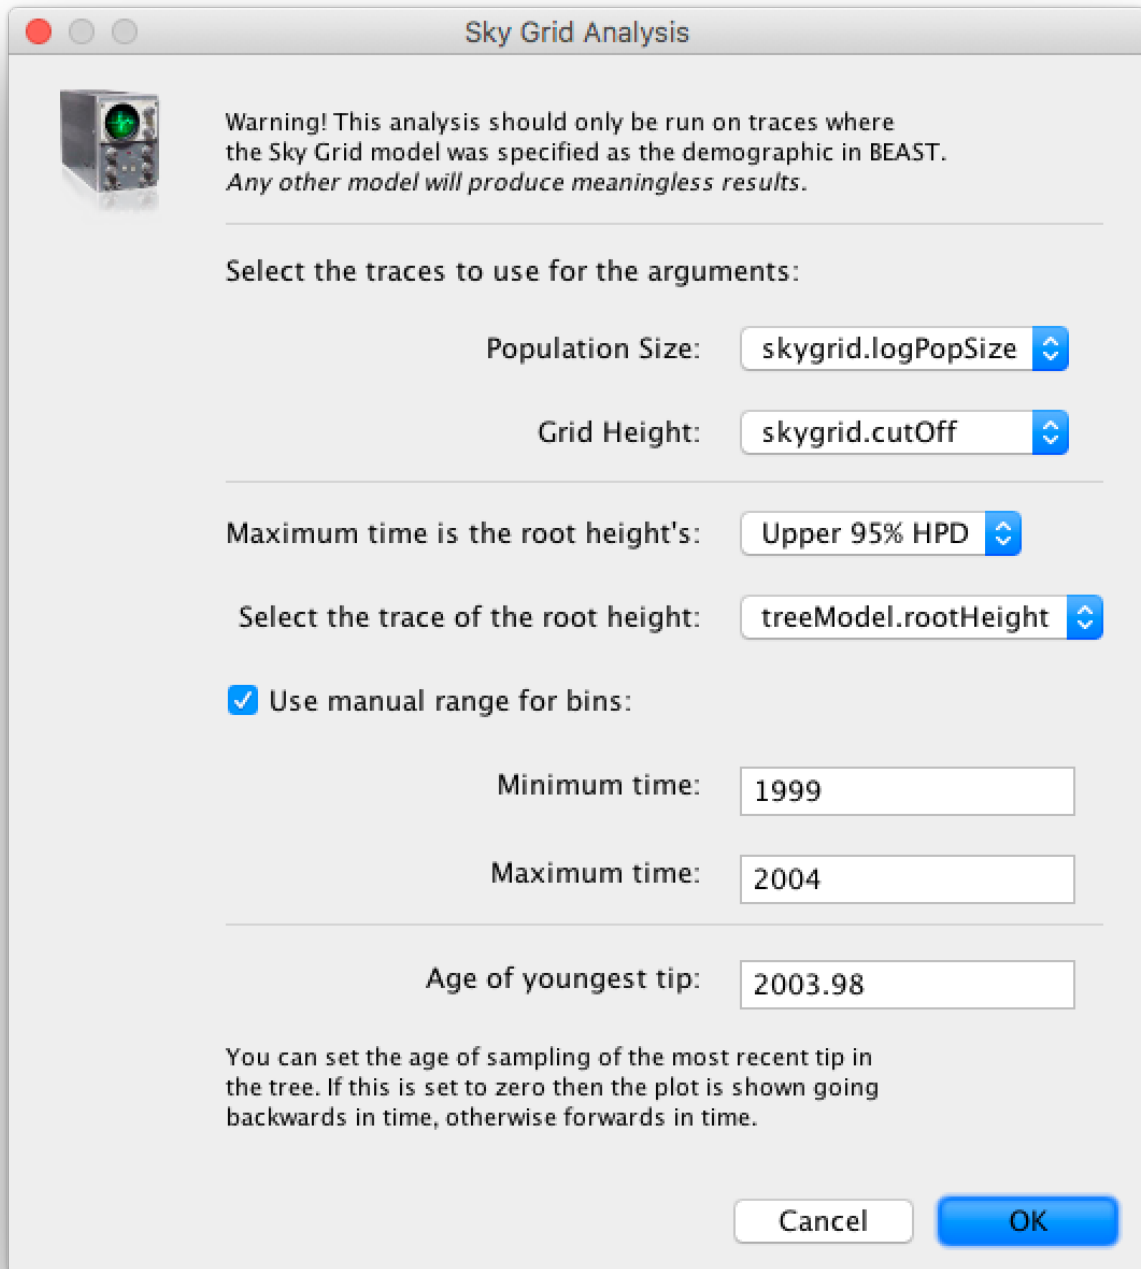 Sky Grid Analysis
Warning! This analysis should only be run on traces where
the Sky Grid model was specified as the demographic in BEAST.
Any other model will produce meaningless results.
Select the traces to use for the arguments:
Population Size: skygrid.logPopSize
Grid Height: skygrid.cutOff
Maximum time is the root height's: Upper 95% HPD
Select the trace of the root height: treeModel.rootHeight
Use manual range for bins:
Minimum time: 1999
Maximum time: 2004
Age of youngest tip: 2003.98
You can set the age of sampling of the most recent tip in
the tree. If this is set to zero then the plot is shown going
backwards in time, otherwise forwards in time.
Cancel OK